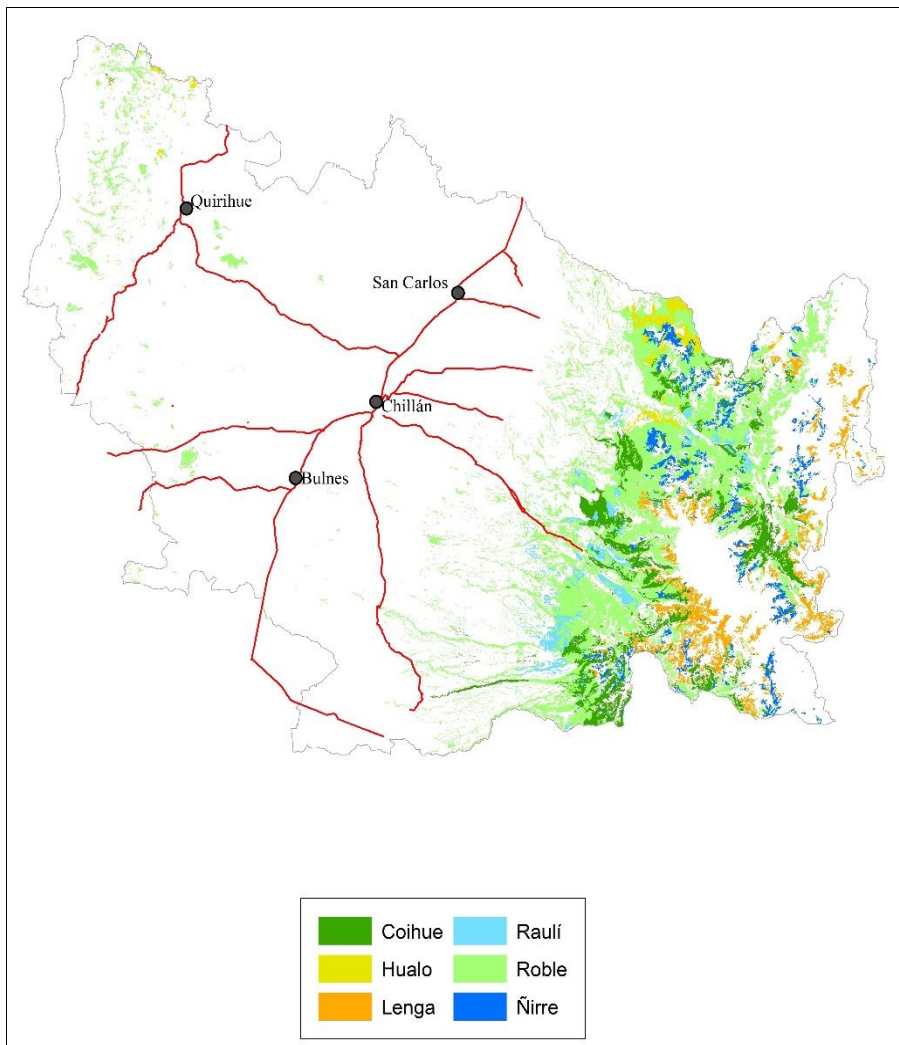 Quirihue
San Carlos
Chillán
Bulnes
Coihue
Raulí
Hualo
Roble
Lenga
Ñirre